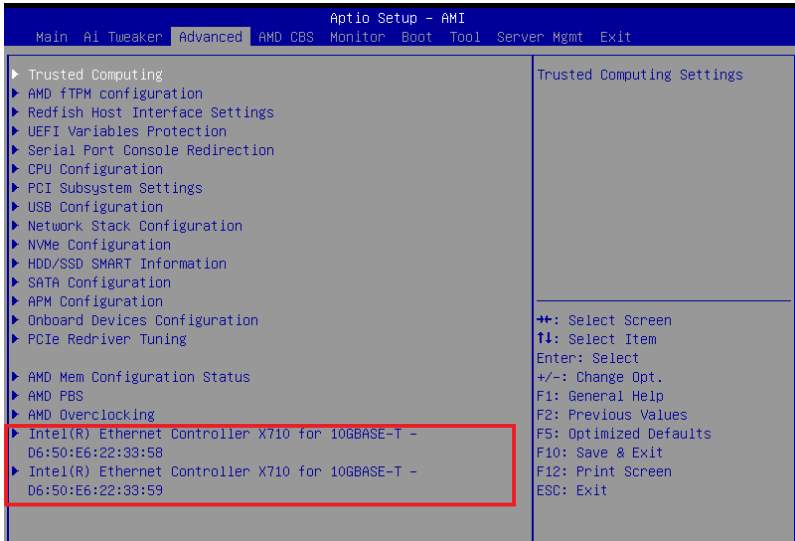 Aptio Setup - AMI
Main Ai Tweaker Advanced AMD CBS Monitor Boot Tool Server Mgmt Exit
Trusted Computing
AMD fTPM configuration
Redfish Host Interface Settings
UEFI Variables Protection
Serial Port Console Redirection
CPU Configuration
PCI Subsystem Settings
USB Configuration
Network Stack Configuration
NVMe Configuration
HDD/SSD SMART Information
SATA Configuration
APM Configuration
Onboard Devices Configuration
PCIe Redriver Tuning
AMD Mem Configuration Status
AMD PBS
AMD Overclocking
Intel(R) Ethernet Controller X710 for 10GBASE-T -
D6:50:E6:22:33:58
Intel(R) Ethernet Controller X710 for 10GBASE-T -
D6:50:E6:22:33:59
Trusted Computing Settings
→←: Select Screen
↑↓: Select Item
Enter: Select
+/-: Change Opt.
F1: General Help
F2: Previous Values
F5: Optimized Defaults
F10: Save & Exit
F12: Print Screen
ESC: Exit